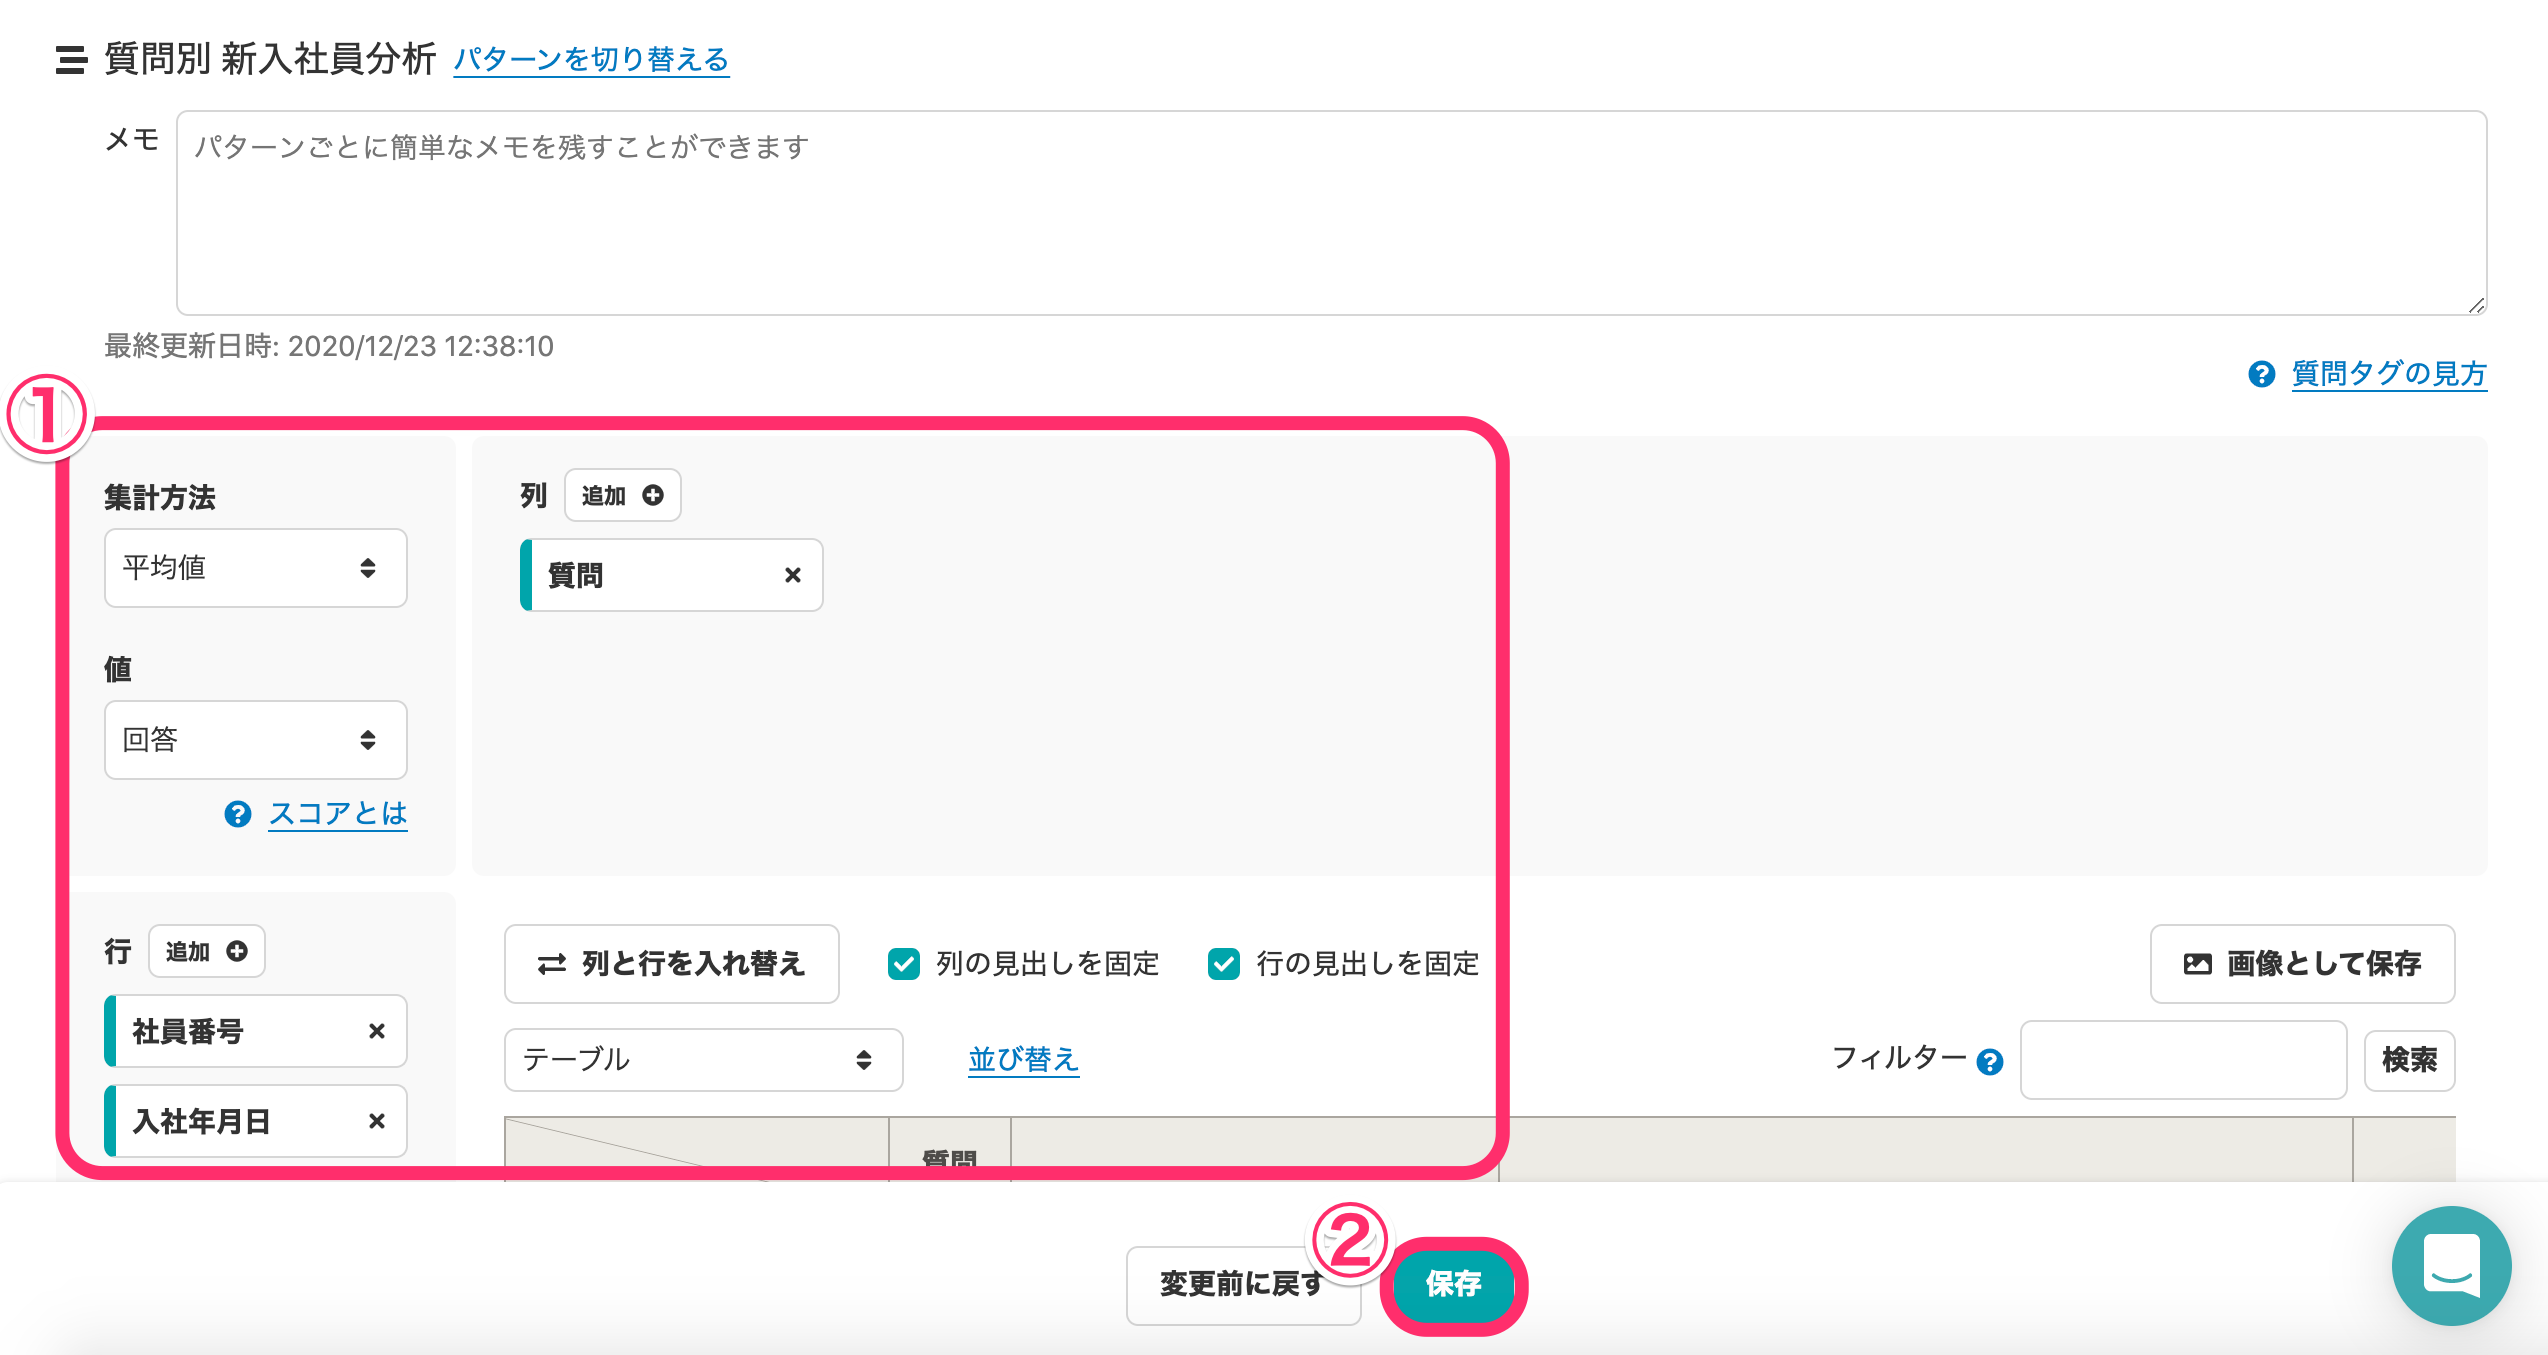 質問別 新入社員分析 パターンを切り替える
メモ
パターンごとに簡単なメモを残すことができます
最終更新日時: 2020/12/23 12:38:10
? 質問タグの見方
①
集計方法
平均値
値
回答
? スコアとは
列 追加
質問
行 追加
社員番号
入社年月日
列と行を入れ替え 列の見出しを固定 行の見出しを固定 画像として保存
テーブル 並び替え フィルター ? 検索
質問
②
変更前に戻す 保存